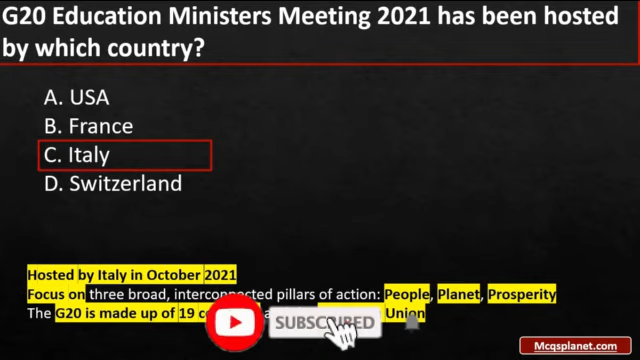 G20 Education Ministers Meeting 2021 has been hosted
by which country?
A. USA
B. France
C. Italy
D. Switzerland
Hosted by Italy in October 2021
Focus on three broad, interconnected pillars of action: People, Planet, Prosperity
The G20 is made up of 19 Union
SUBSCRIBED
Mcqsplanet.com